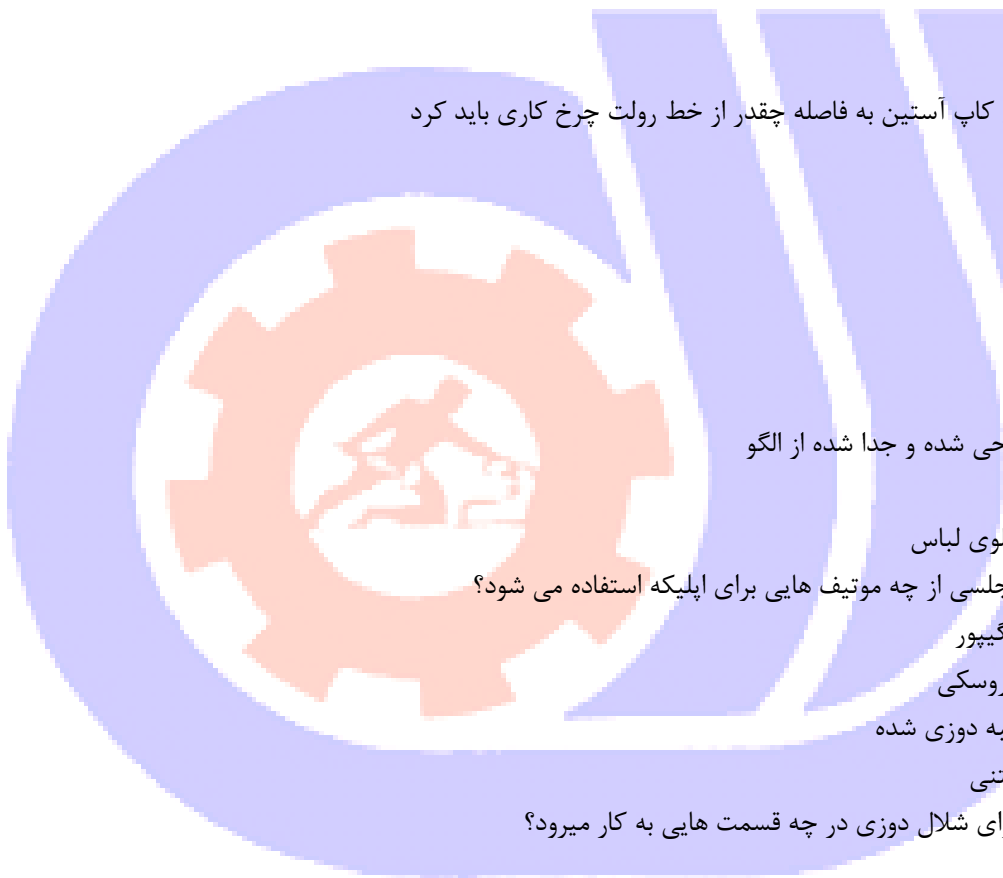 کاپ آستین به فاصله چقدر از خط رولت چرخ کاری باید کرد
حی شده و جدا شده از الگو
وی لباس
جلسی از چه موتیف هایی برای اپلیکه استفاده می شود؟
گیپور
روسکی
به دوزی شده
تنی
ای شلال دوزی در چه قسمت هایی به کار میرود؟